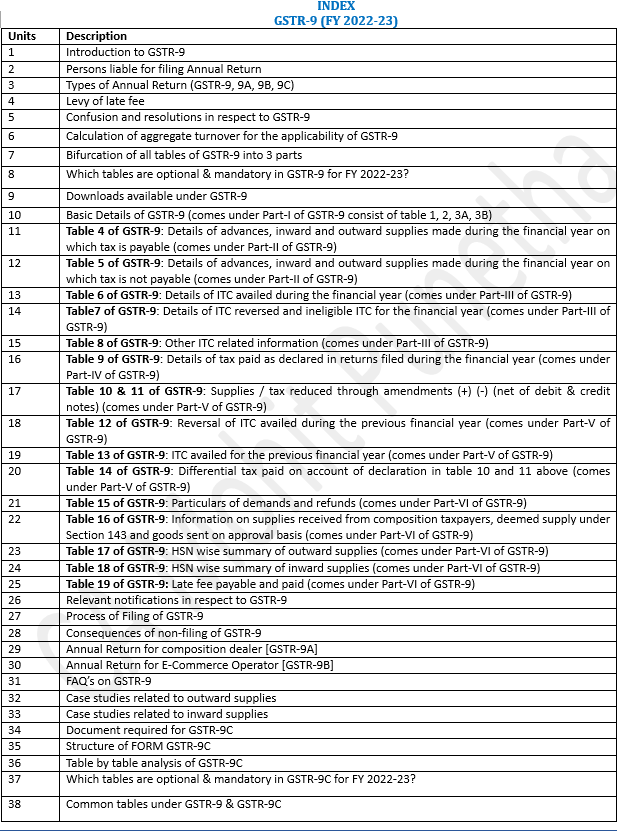 INDEX
GSTR-9 (FY 2022-23)
Units Description
1 Introduction to GSTR-9
2 Persons liable for filing Annual Return
3 Types of Annual Return (GSTR-9, 9A, 9B, 9C)
4 Levy of late fee
5 Confusion and resolutions in respect to GSTR-9
6 Calculation of aggregate turnover for the applicability of GSTR-9
7 Bifurcation of all tables of GSTR-9 into 3 parts
8 Which tables are optional & mandatory in GSTR-9 for FY 2022-23?
9 Downloads available under GSTR-9
10 Basic Details of GSTR-9 (comes under Part-I of GSTR-9 consist of table 1, 2, 3A, 3B)
11 Table 4 of GSTR-9: Details of advances, inward and outward supplies made during the financial year on
which tax is payable (comes under Part-II of GSTR-9)
12 Table 5 of GSTR-9: Details of advances, inward and outward supplies made during the financial year on
which tax is not payable (comes under Part-II of GSTR-9)
13 Table 6 of GSTR-9: Details of ITC availed during the financial year (comes under Part-III of GSTR-9)
14 Table7 of GSTR-9: Details of ITC reversed and ineligible ITC for the financial year (comes under Part-III of
GSTR-9)
15 Table 8 of GSTR-9: Other ITC related information (comes under Part-III of GSTR-9)
16 Table 9 of GSTR-9: Details of tax paid as declared in returns filed during the financial year (comes under
Part-IV of GSTR-9)
17 Table 10 & 11 of GSTR-9: Supplies / tax reduced through amendments (+) (-) (net of debit & credit
notes) (comes under Part-V of GSTR-9)
18 Table 12 of GSTR-9: Reversal of ITC availed during the previous financial year (comes under Part-V of
GSTR-9)
19 Table 13 of GSTR-9: ITC availed for the previous financial year (comes under Part-V of GSTR-9)
20 Table 14 of GSTR-9: Differential tax paid on account of declaration in table 10 and 11 above (comes
under Part-V of GSTR-9)
21 Table 15 of GSTR-9: Particulars of demands and refunds (comes under Part-VI of GSTR-9)
22 Table 16 of GSTR-9: Information on supplies received from composition taxpayers, deemed supply under
Section 143 and goods sent on approval basis (comes under Part-VI of GSTR-9)
23 Table 17 of GSTR-9: HSN wise summary of outward supplies (comes under Part-VI of GSTR-9)
24 Table 18 of GSTR-9: HSN wise summary of inward supplies (comes under Part-VI of GSTR-9)
25 Table 19 of GSTR-9: Late fee payable and paid (comes under Part-VI of GSTR-9)
26 Relevant notifications in respect to GSTR-9
27 Process of Filing of GSTR-9
28 Consequences of non-filing of GSTR-9
29 Annual Return for composition dealer [GSTR-9A]
30 Annual Return for E-Commerce Operator [GSTR-9B]
31 FAQ's on GSTR-9
32 Case studies related to outward supplies
33 Case studies related to inward supplies
34 Document required for GSTR-9C
35 Structure of FORM GSTR-9C
36 Table by table analysis of GSTR-9C
37 Which tables are optional & mandatory in GSTR-9C for FY 2022-23?
38 Common tables under GSTR-9 & GSTR-9C